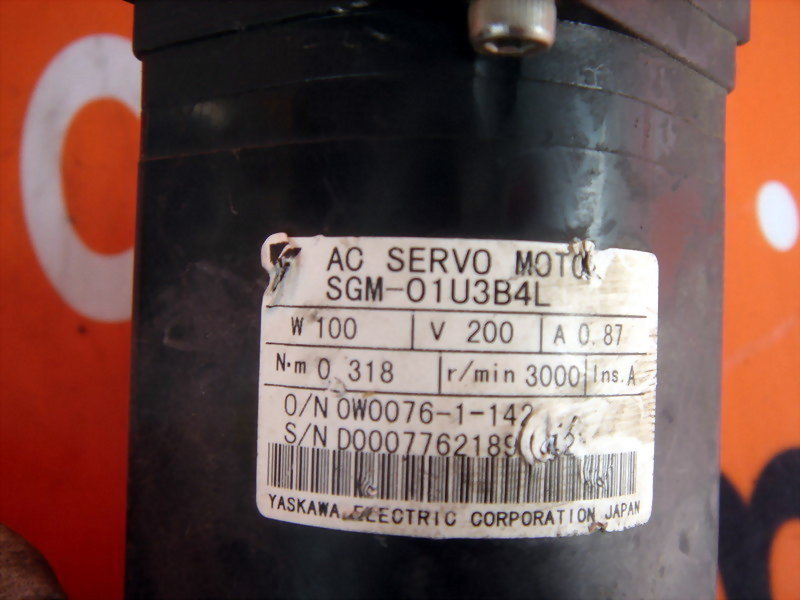 AC SERVO MOTO
SGM-01U3B4L
W 100 V 200 A 0.87
N·m 0.318 r/min 3000 Ins. A
O/N 0W0076-1-142
S/N
YASKAWA ELECTRIC CORPORATION JAPAN